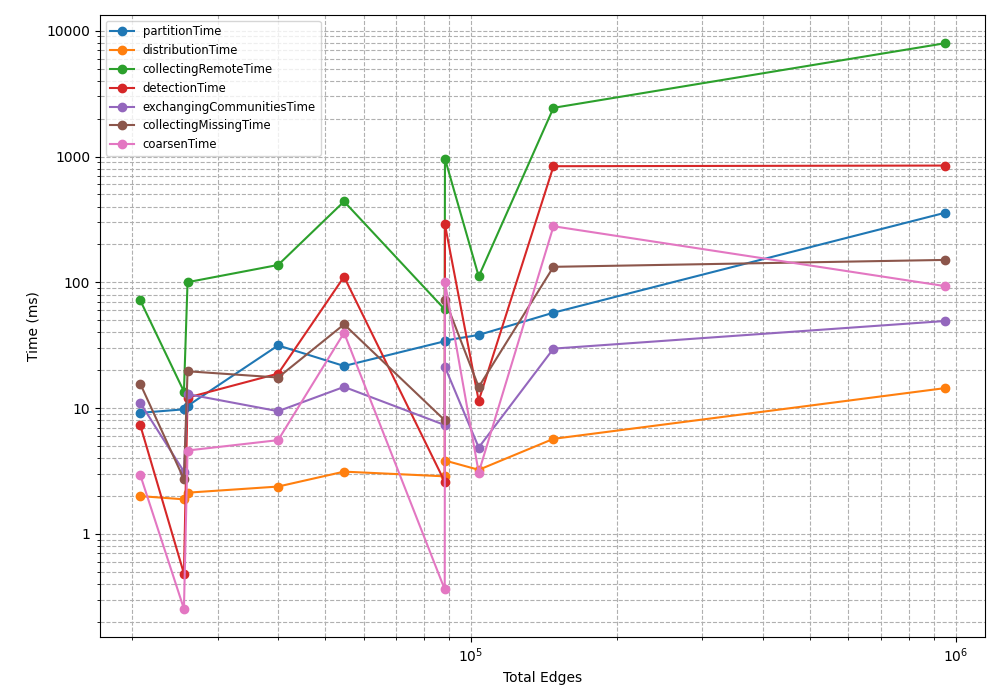 partitionTime
distributionTime
collectingRemoteTime
detectionTime
exchangingCommunitiesTime
collectingMissingTime
coarsenTime
10000
1000
100
10
1
Time (ms)
10^5
10^6
Total Edges